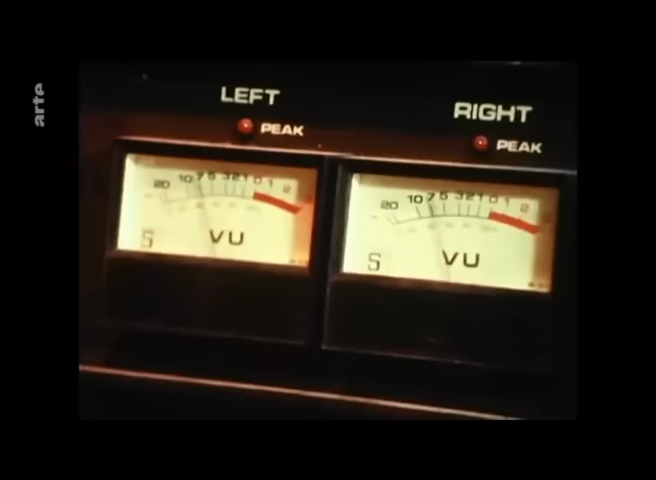 arte
LEFT
PEAK
RIGHT
PEAK
20 10 7 5 3 2 1 0 1 2
VU
S
20 10 7 5 3 2 1 0 1 2
VU
S